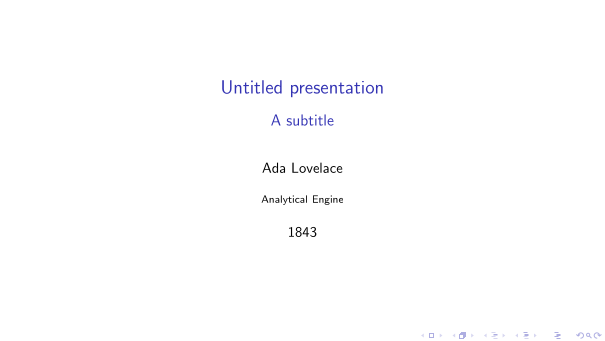 Untitled presentation
A subtitle
Ada Lovelace
Analytical Engine
1843